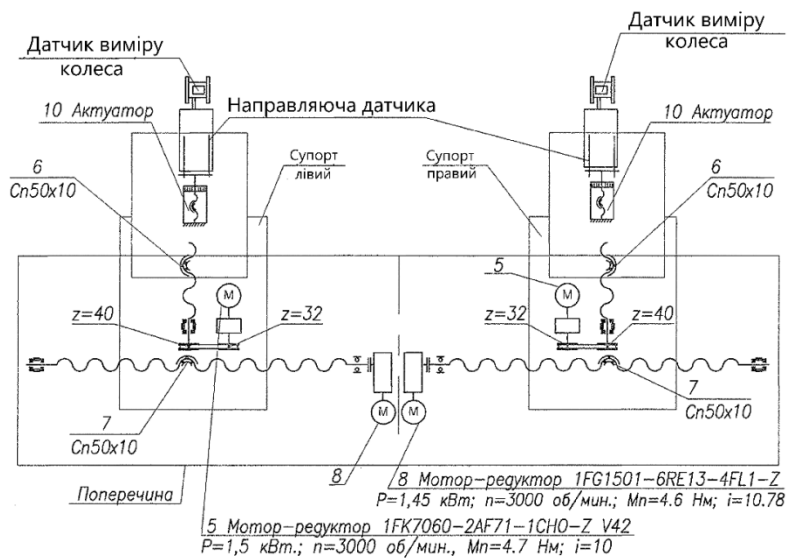 Датчик виміру
колеса
Датчик виміру
колеса
10 Актуатор
Направляюча датчика
10 Актуатор
6
Сп50х10
Супорт
лівий
Супорт
правий
6
Сп50х10
5
М
М
z=40
z=32
z=32
z=40
7
Сп50х10
М
М
7
Сп50х10
8
8 Мотор-редуктор 1FG1501-6RE13-4FL1-Z
Р=1,45 кВт; n=3000 об/мин.; Мn=4.6 Нм; i=10.78
Поперечина
5 Мотор-редуктор 1FK7060-2AF71-1CH0-Z V42
Р=1,5 кВт.; n=3000 об/мин., Мn=4.7 Нм; i=10